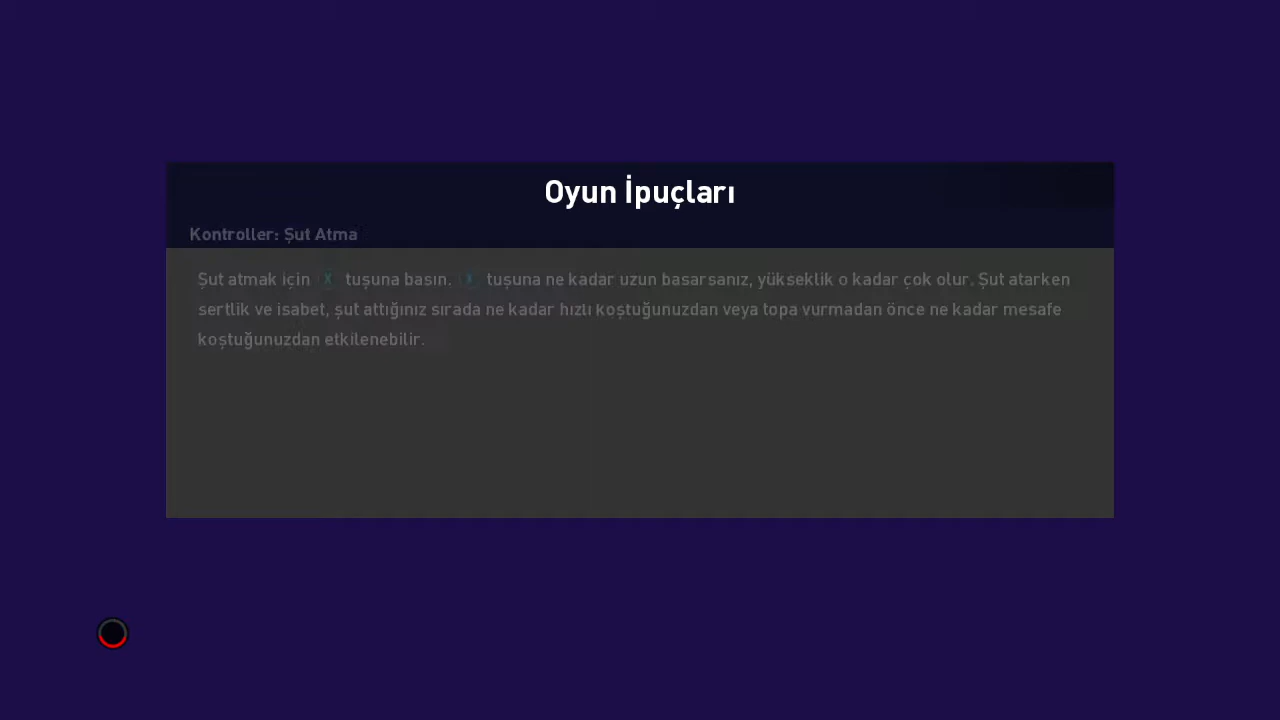 Oyun İpuçları
Kontroller: Şut Atma
Şut atmak için X tuşuna basın. X tuşuna ne kadar uzun basarsanız, yükseklik o kadar çok olur. Şut atarken
sertlik ve isabet, şut attığınız sırada ne kadar hızlı koştuğunuzdan veya topa vurmadan önce ne kadar mesafe
koştuğunuzdan etkilenebilir.